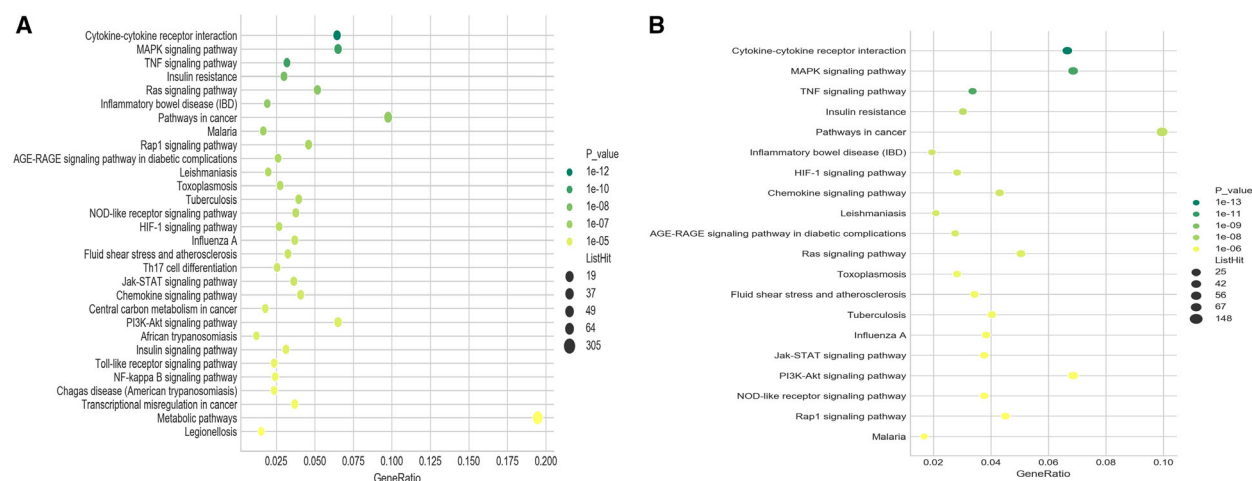 A
Cytokine-cytokine receptor interaction
MAPK signaling pathway
TNF signaling pathway
Insulin resistance
Ras signaling pathway
Inflammatory bowel disease (IBD)
Pathways in cancer
Malaria
Rap1 signaling pathway
AGE-RAGE signaling pathway in diabetic complications
Leishmaniasis
Toxoplasmosis
Tuberculosis
NOD-like receptor signaling pathway
HIF-1 signaling pathway
Influenza A
Fluid shear stress and atherosclerosis
Th17 cell differentiation
Jak-STAT signaling pathway
Chemokine signaling pathway
Central carbon metabolism in cancer
PI3K-Akt signaling pathway
African trypanosomiasis
Insulin signaling pathway
Toll-like receptor signaling pathway
NF-kappa B signaling pathway
Chagas disease (American trypanosomiasis)
Transcriptional misregulation in cancer
Metabolic pathways
Legionellosis
0.025 0.050 0.075 0.100 0.125 0.150 0.175 0.200
GeneRatio
P_value
1e-12
1e-10
1e-08
1e-07
1e-05
ListHit
19
37
49
64
305
B
Cytokine-cytokine receptor interaction
MAPK signaling pathway
TNF signaling pathway
Insulin resistance
Pathways in cancer
Inflammatory bowel disease (IBD)
HIF-1 signaling pathway
Chemokine signaling pathway
Leishmaniasis
AGE-RAGE signaling pathway in diabetic complications
Ras signaling pathway
Toxoplasmosis
Fluid shear stress and atherosclerosis
Tuberculosis
Influenza A
Jak-STAT signaling pathway
PI3K-Akt signaling pathway
NOD-like receptor signaling pathway
Rap1 signaling pathway
Malaria
0.02 0.04 0.06 0.08 0.10
GeneRatio
P_value
1e-13
1e-11
1e-09
1e-08
1e-06
ListHit
25
42
56
67
148